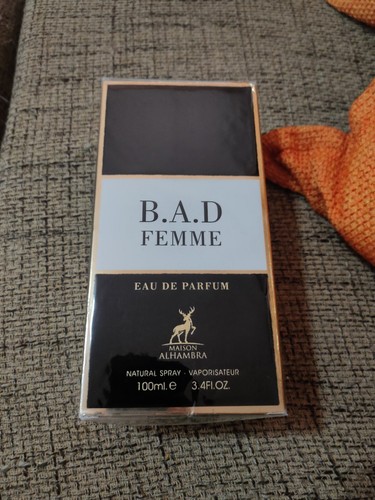 B.A.D
FEMME
EAU DE PARFUM
MAISON
ALHAMBRA
NATURAL SPRAY - VAPORISATEUR
100ml.e 3.4FL.OZ.